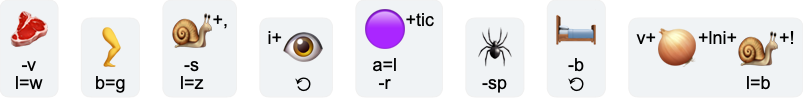 -v
l=w
b=g
+,
-s
l=z
i+
↺
+tic
a=l
-r
-sp
-b
↺
v+ +lni+ +!
l=b